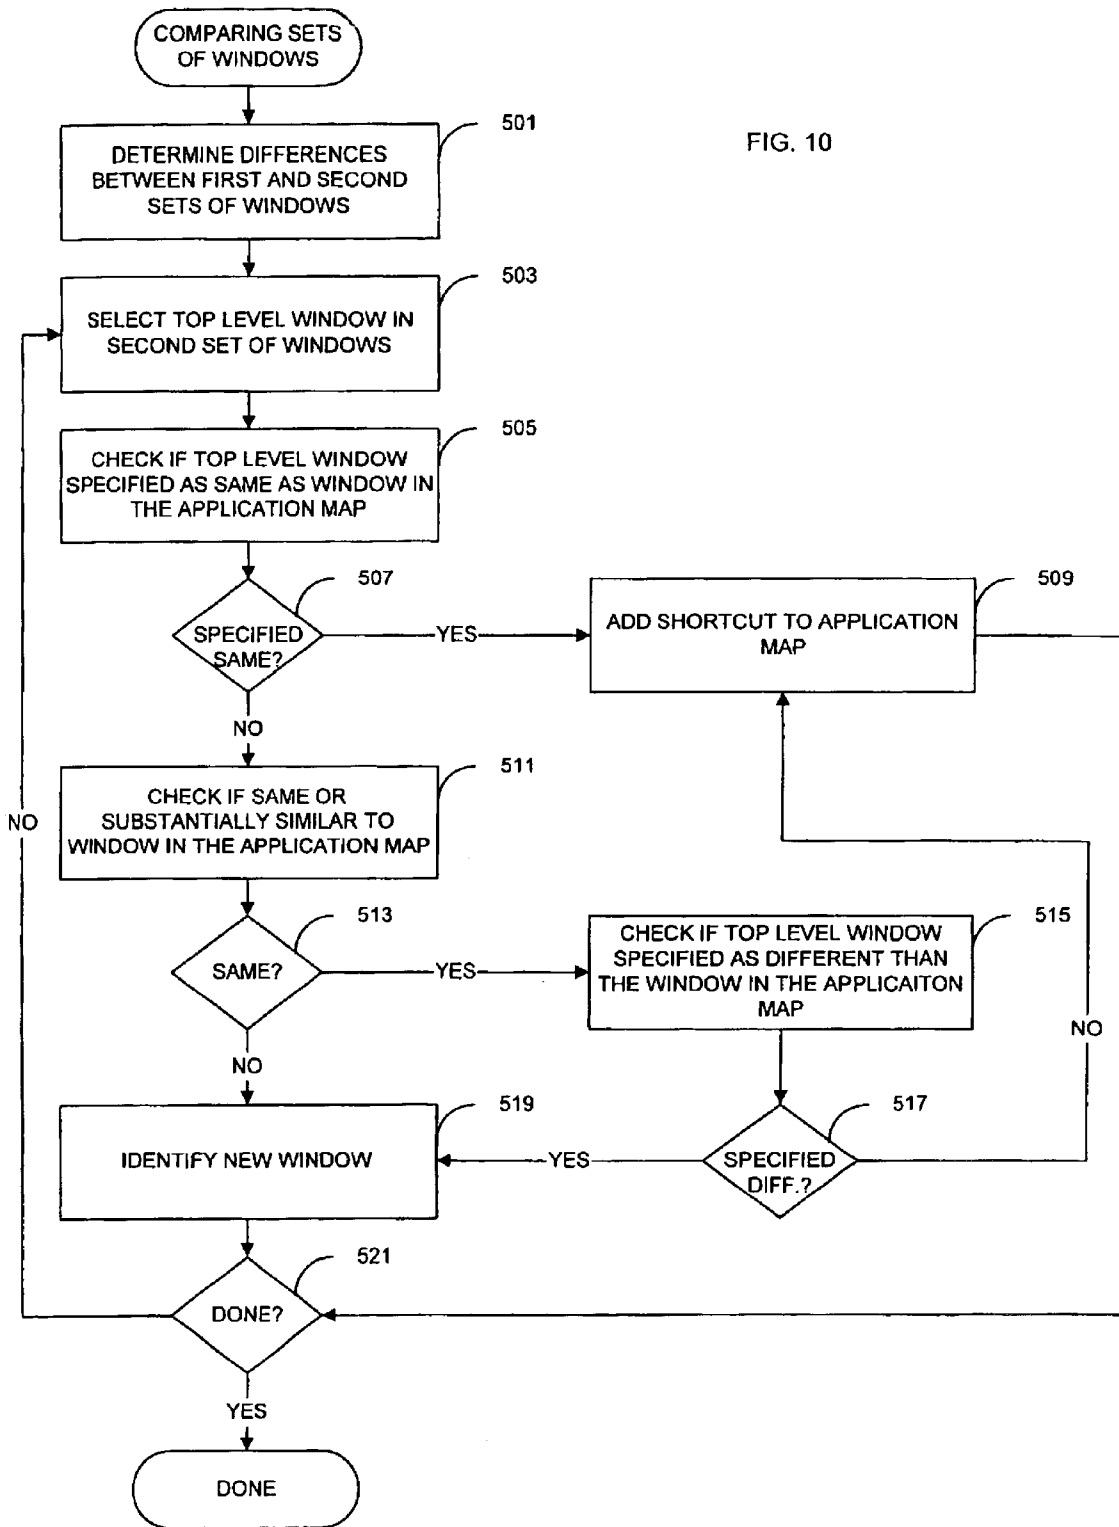 COMPARING SETS
OF WINDOWS
501
FIG. 10
DETERMINE DIFFERENCES
BETWEEN FIRST AND SECOND
SETS OF WINDOWS
503
SELECT TOP LEVEL WINDOW IN
SECOND SET OF WINDOWS
505
CHECK IF TOP LEVEL WINDOW
SPECIFIED AS SAME AS WINDOW IN
THE APPLICATION MAP
507
SPECIFIED
SAME?
YES
509
ADD SHORTCUT TO APPLICATION
MAP
NO
511
CHECK IF SAME OR
SUBSTANTIALLY SIMILAR TO
WINDOW IN THE APPLICATION MAP
NO
513
SAME?
YES
515
CHECK IF TOP LEVEL WINDOW
SPECIFIED AS DIFFERENT THAN
THE WINDOW IN THE APPLICAITON
MAP
NO
NO
519
IDENTIFY NEW WINDOW
YES
517
SPECIFIED
DIFF.?
521
DONE?
YES
DONE